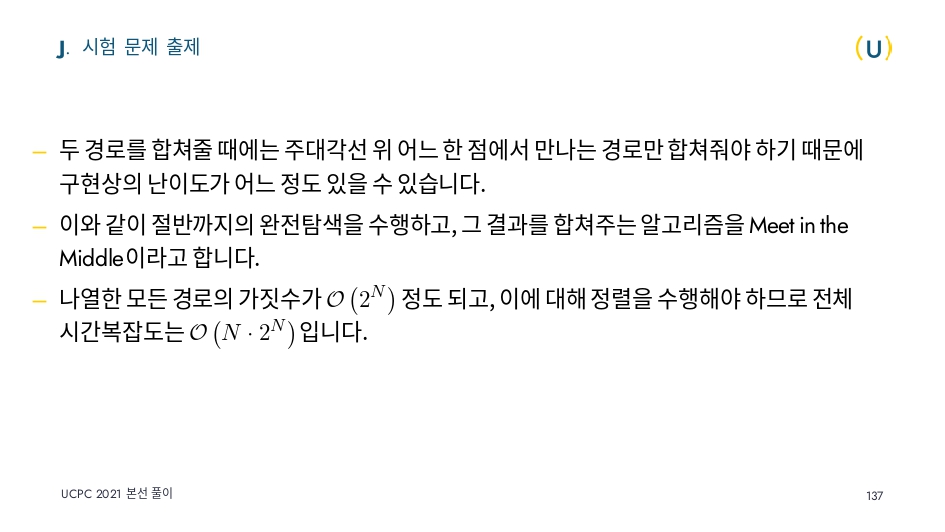 J. 시험 문제 출제
(U)
– 두 경로를 합쳐줄 때에는 주대각선 위 어느 한 점에서 만나는 경로만 합쳐줘야 하기 때문에
구현상의 난이도가 어느 정도 있을 수 있습니다.
– 이와 같이 절반까지의 완전탐색을 수행하고, 그 결과를 합쳐주는 알고리즘을 Meet in the
Middle이라고 합니다.
– 나열한 모든 경로의 가짓수가 𝒪(2^N) 정도 되고, 이에 대해 정렬을 수행해야 하므로 전체
시간복잡도는 𝒪(N · 2^N)입니다.
UCPC 2021 본선 풀이
137